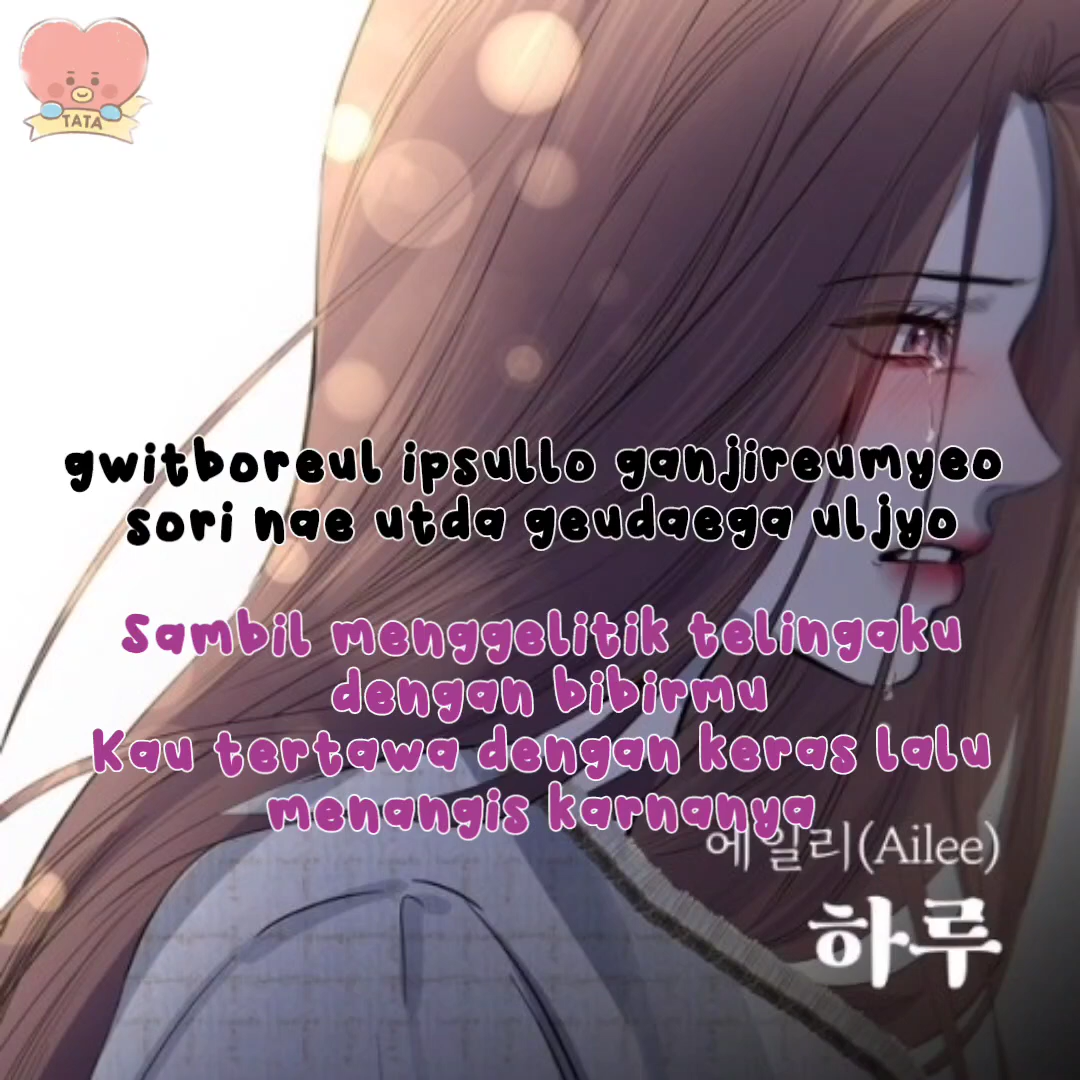 TATA
gwitboreul ipsullo ganjireumyeo
sori nae utda geudaega uljyo
Sambil menggelitik telingaku
dengan bibirmu
Kau tertawa dengan keras lalu
menangis karnanya
에일리(Ailee)
하루